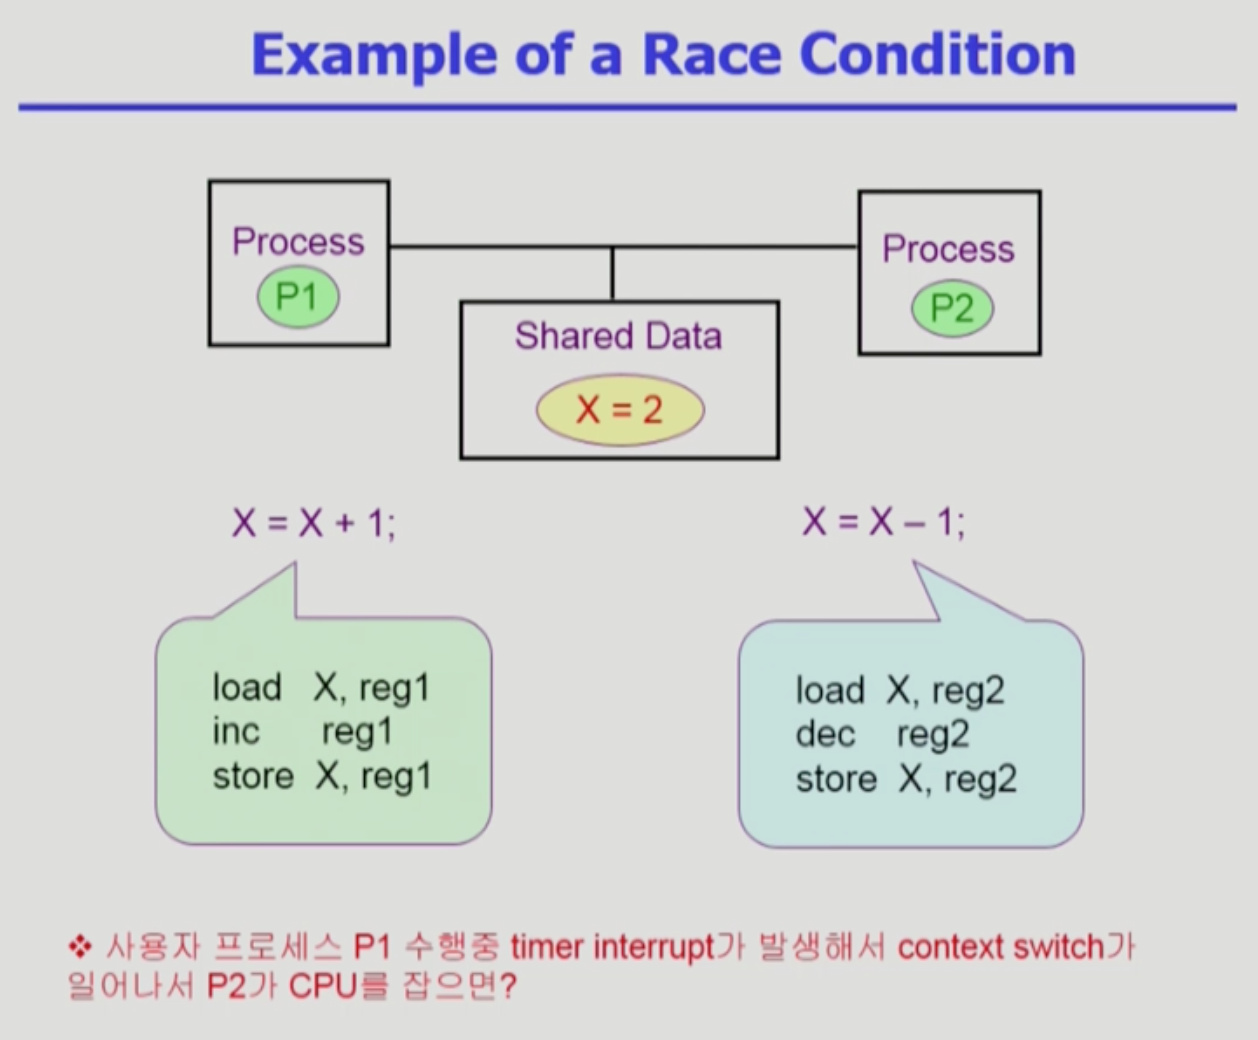 Example of a Race Condition
Process
P1
Process
P2
Shared Data
X = 2
X = X + 1;
X = X – 1;
load X, reg1
inc reg1
store X, reg1
load X, reg2
dec reg2
store X, reg2
❖ 사용자 프로세스 P1 수행중 timer interrupt가 발생해서 context switch가
일어나서 P2가 CPU를 잡으면?